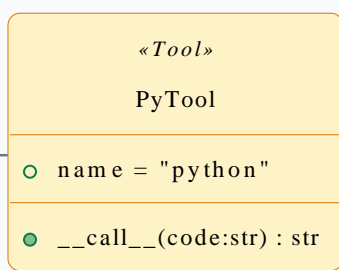 «Tool»
PyTool
name = "python"
__call__(code:str) : str